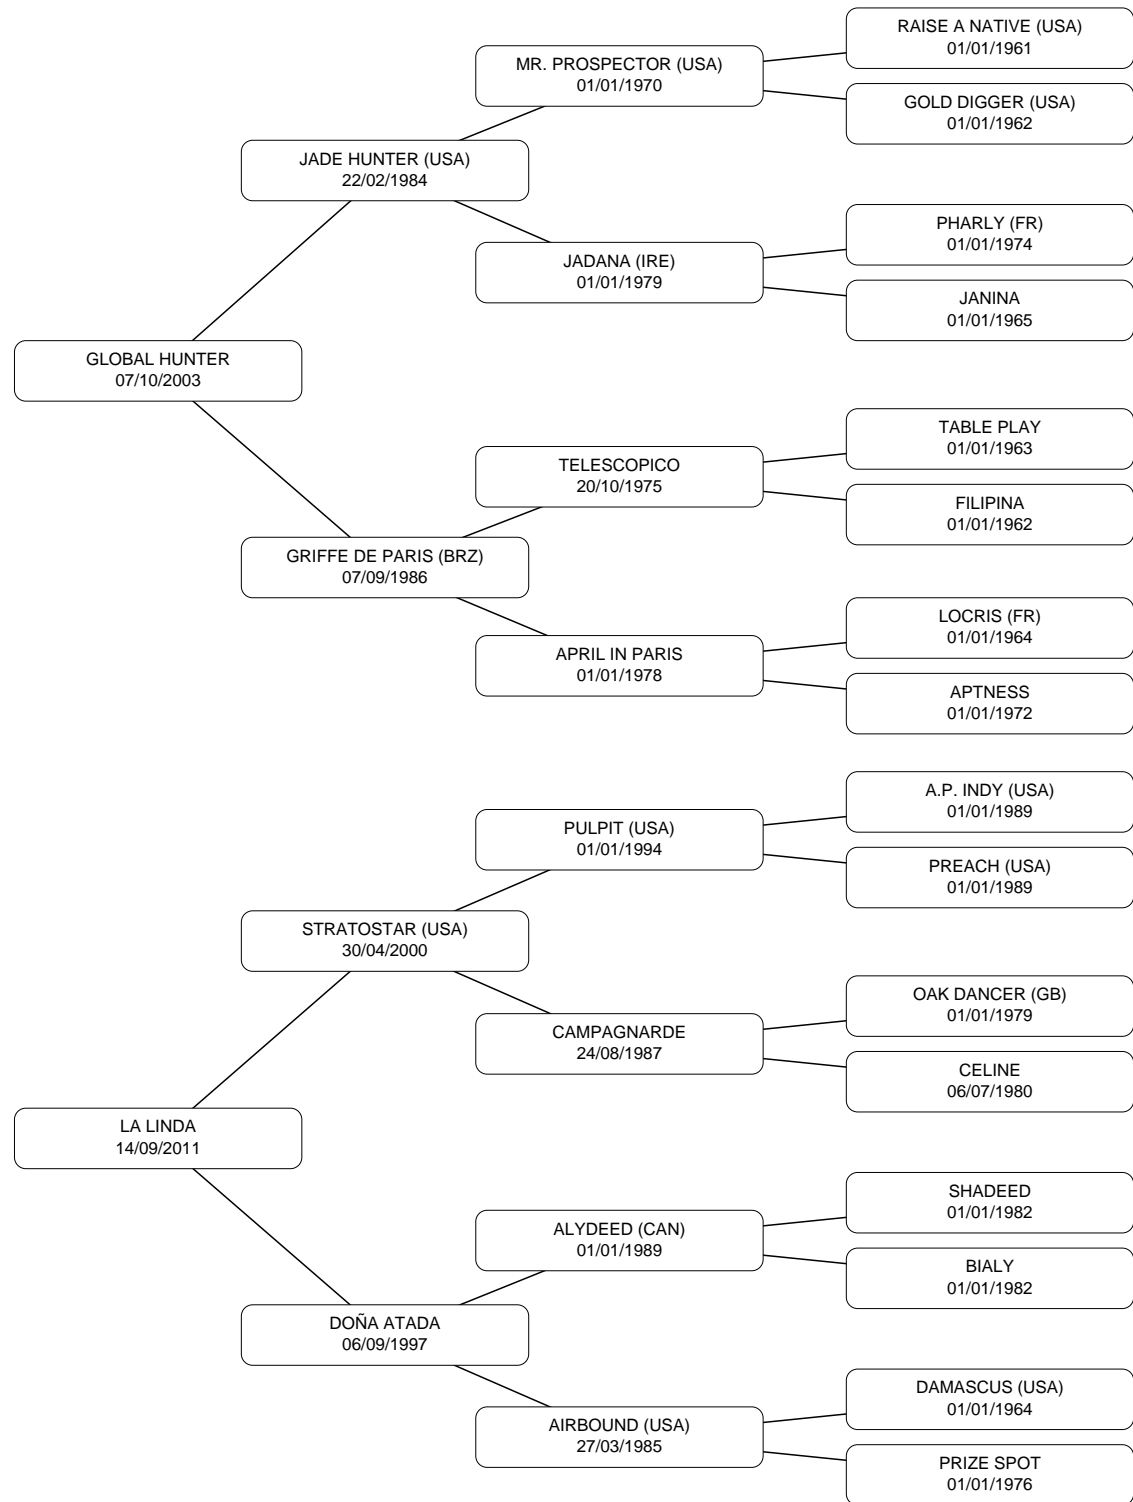 RAISE A NATIVE (USA)
01/01/1961
MR. PROSPECTOR (USA)
01/01/1970
GOLD DIGGER (USA)
01/01/1962
JADE HUNTER (USA)
22/02/1984
PHARLY (FR)
01/01/1974
JADANA (IRE)
01/01/1979
JANINA
01/01/1965
GLOBAL HUNTER
07/10/2003
TABLE PLAY
01/01/1963
TELESCOPICO
20/10/1975
FILIPINA
01/01/1962
GRIFFE DE PARIS (BRZ)
07/09/1986
LOCRIS (FR)
01/01/1964
APRIL IN PARIS
01/01/1978
APTNESS
01/01/1972
A.P. INDY (USA)
01/01/1989
PULPIT (USA)
01/01/1994
PREACH (USA)
01/01/1989
STRATOSTAR (USA)
30/04/2000
OAK DANCER (GB)
01/01/1979
CAMPAGNARDE
24/08/1987
CELINE
06/07/1980
LA LINDA
14/09/2011
SHADEED
01/01/1982
ALYDEED (CAN)
01/01/1989
BIALY
01/01/1982
DOÑA ATADA
06/09/1997
DAMASCUS (USA)
01/01/1964
AIRBOUND (USA)
27/03/1985
PRIZE SPOT
01/01/1976